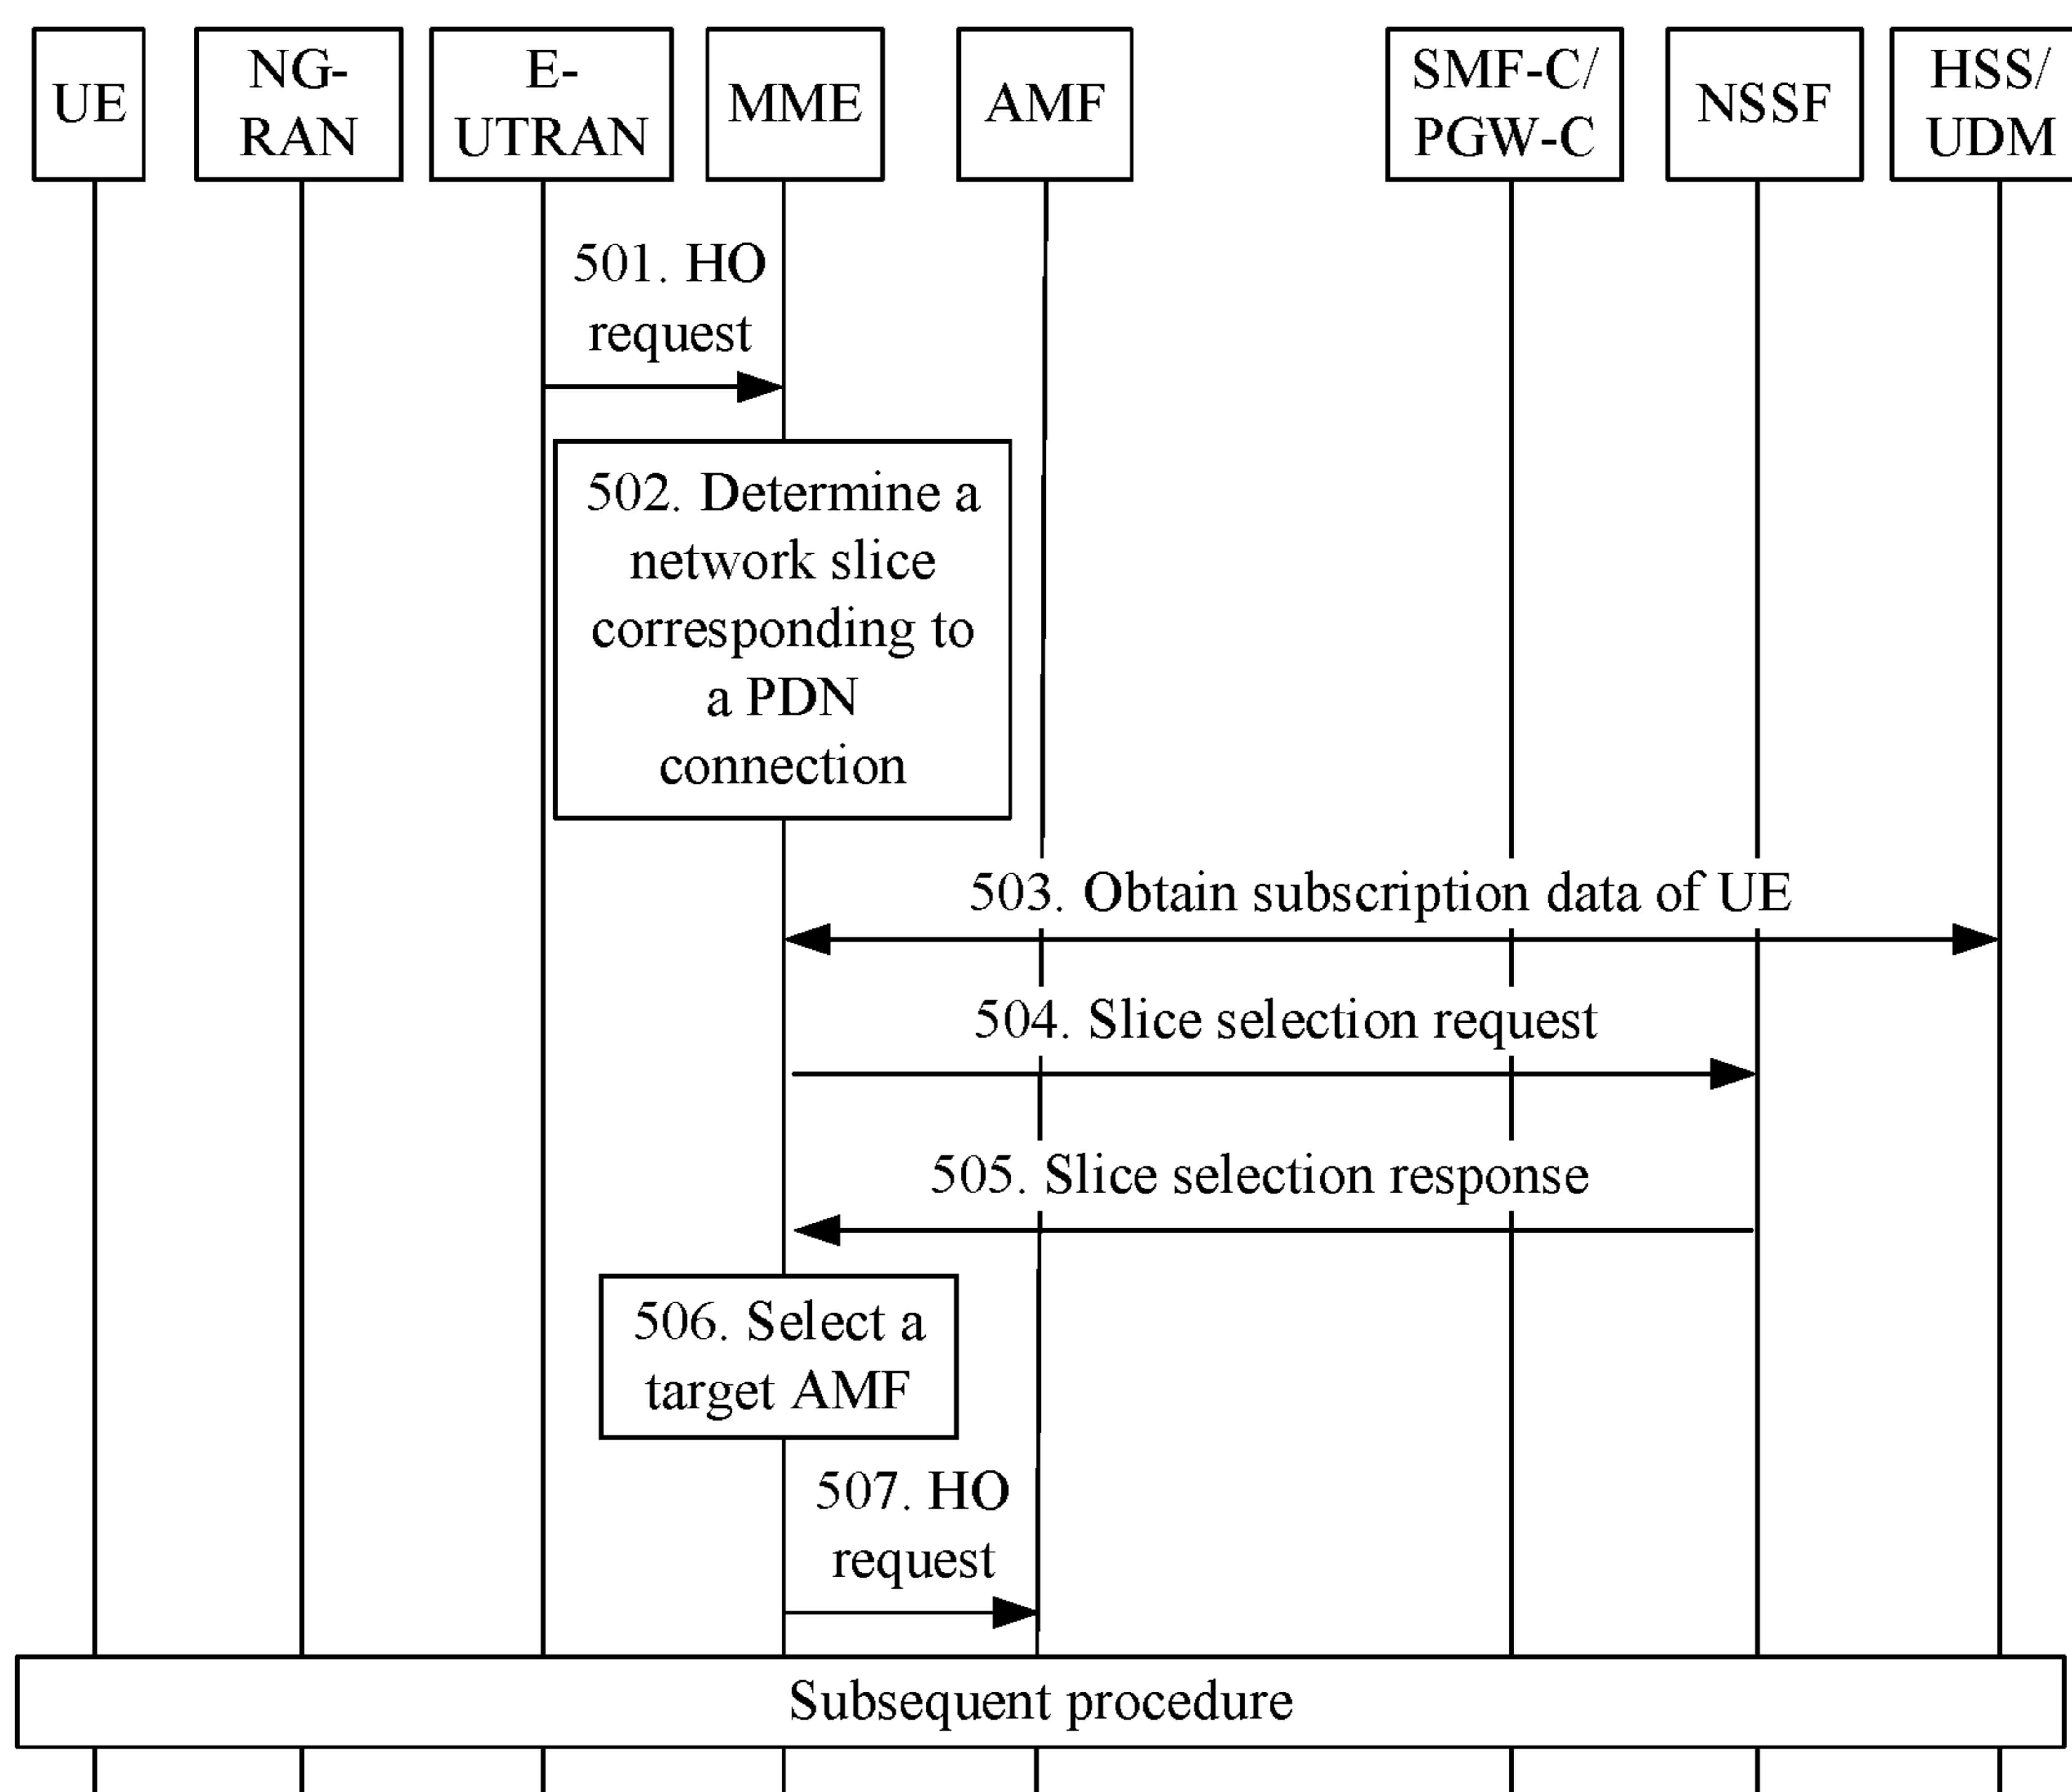 UE
NG-
RAN
E-
UTRAN
MME
AMF
SMF-C/
PGW-C
NSSF
HSS/
UDM
501. HO
request
502. Determine a
network slice
corresponding to
a PDN
connection
503. Obtain subscription data of UE
504. Slice selection request
505. Slice selection response
506. Select a
target AMF
507. HO
request
Subsequent procedure